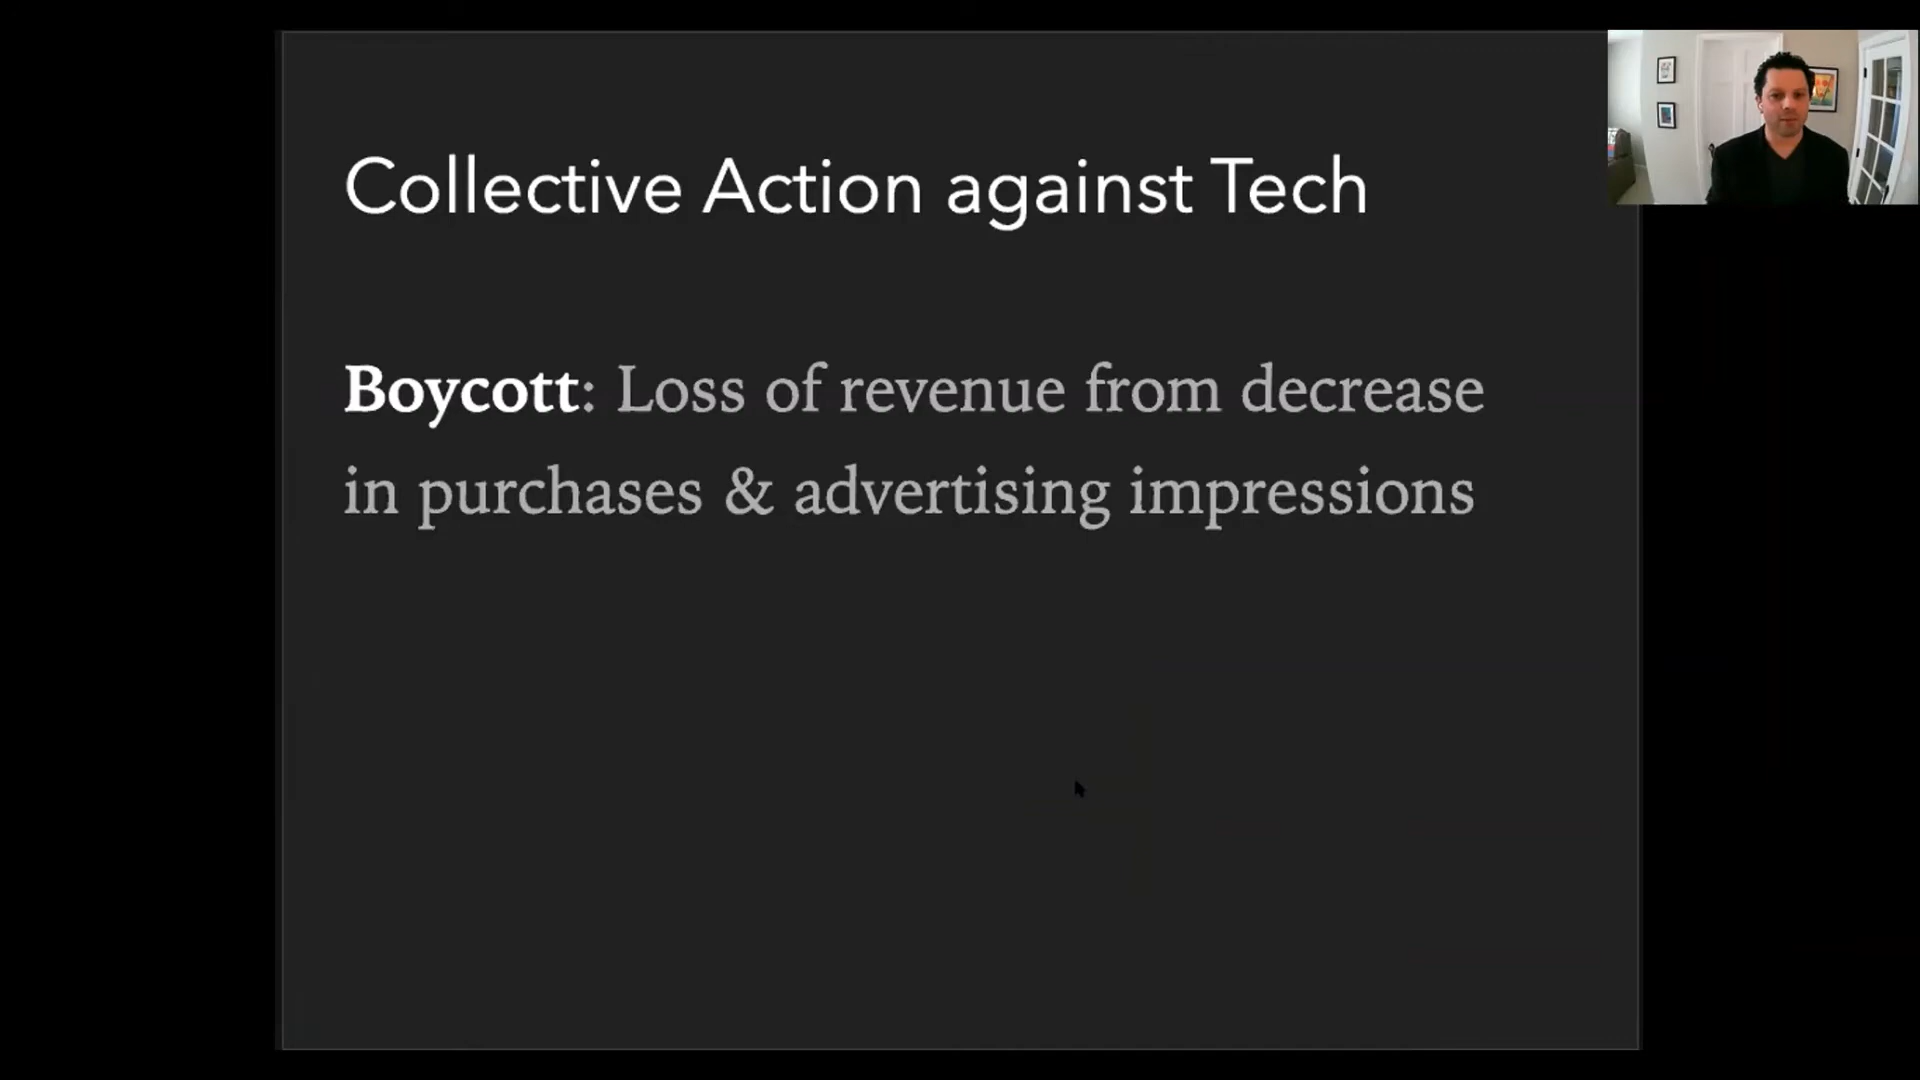 Collective Action against Tech
Boycott: Loss of revenue from decrease
in purchases & advertising impressions